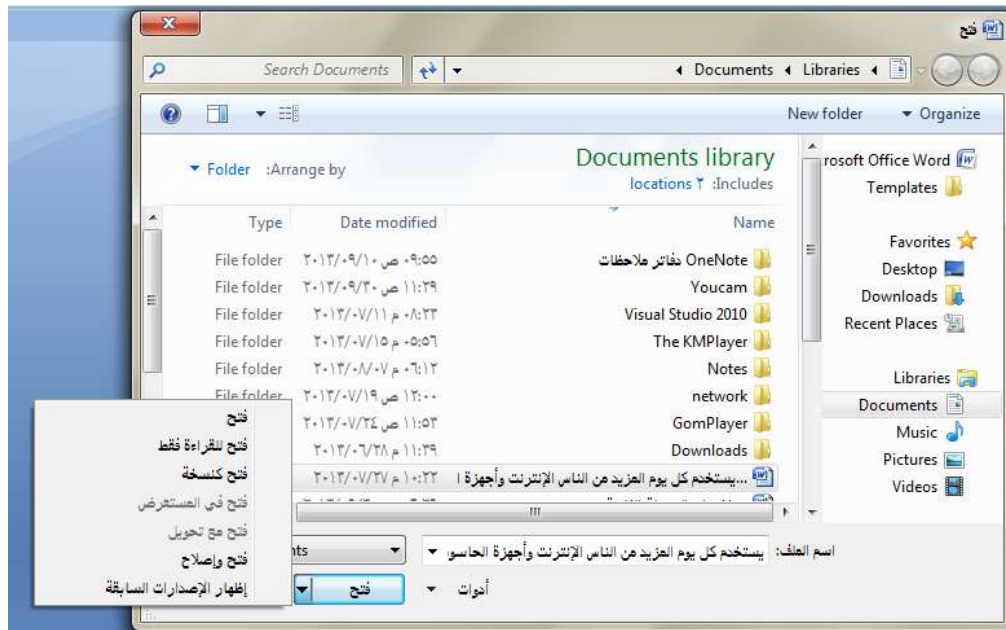 فتح
Libraries ◂ Documents
Search Documents
Organize
New folder
rosoft Office Word
Templates
Favorites
Desktop
Downloads
Recent Places
Libraries
Documents
Music
Pictures
Videos
Documents library
Includes: ٢ locations
Arrange by: Folder
Name Date modified Type
OneNote دفاتر ملاحظات ٢٠١٣/٠٩/١٠ ص ٠٩:٥٥ File folder
Youcam ٢٠١٣/٠٩/٣٠ ص ١١:٢٩ File folder
Visual Studio 2010 ٢٠١٣/٠٧/١١ م ٠٨:٢٣ File folder
The KMPlayer ٢٠١٣/٠٧/١٥ م ٠٥:٥٦ File folder
Notes ٢٠١٣/٠٨/٠٧ م ٠٦:١٢ File folder
network ٢٠١٣/٠٧/١٩ ص ١٢:٠٠ File folder
GomPlayer ٢٠١٣/٠٧/٢٤ ص ١١:٥٣
Downloads ٢٠١٣/٠٦/٢٨ م ١١:٣٩
يستخدم كل يوم المزيد من الناس الإنترنت وأجهزة ا... ٢٠١٣/٠٧/٢٧ م ١٠:٢٢
اسم الملف: يستخدم كل يوم المزيد من الناس الإنترنت وأجهزة الحاسو
nts
أدوات
فتح
فتح
فتح للقراءة فقط
فتح كنسخة
فتح في المستعرض
فتح مع تحويل
فتح وإصلاح
إظهار الإصدارات السابقة